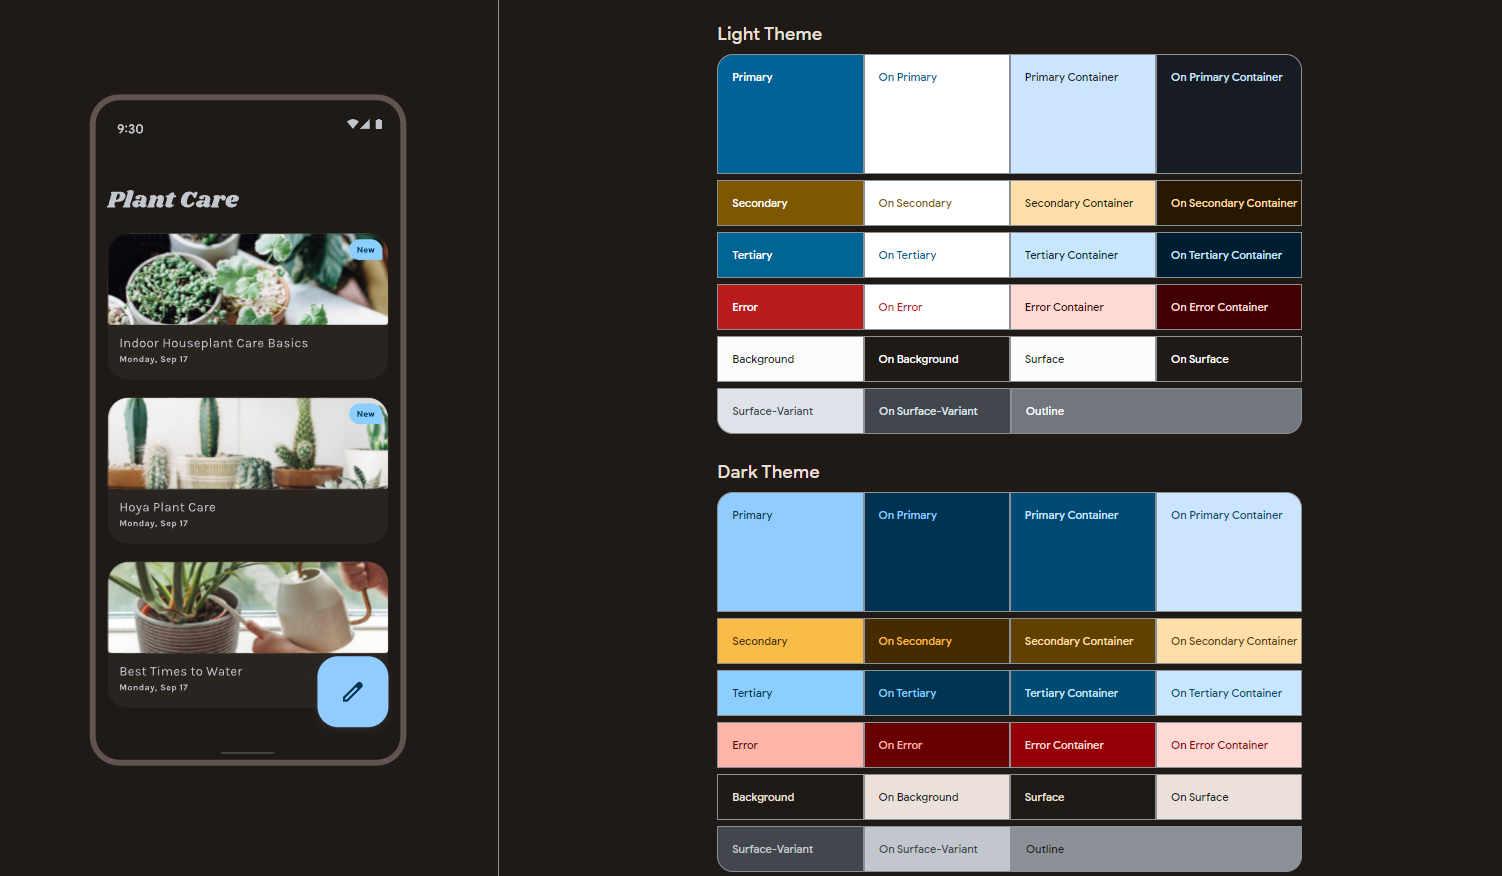 9:30
Plant Care
New
Indoor Houseplant Care Basics
Monday, Sep 17
New
Hoya Plant Care
Monday, Sep 17
Best Times to Water
Monday, Sep 17
Light Theme
Primary On Primary Primary Container On Primary Container
Secondary On Secondary Secondary Container On Secondary Container
Tertiary On Tertiary Tertiary Container On Tertiary Container
Error On Error Error Container On Error Container
Background On Background Surface On Surface
Surface-Variant On Surface-Variant Outline
Dark Theme
Primary On Primary Primary Container On Primary Container
Secondary On Secondary Secondary Container On Secondary Container
Tertiary On Tertiary Tertiary Container On Tertiary Container
Error On Error Error Container On Error Container
Background On Background Surface On Surface
Surface-Variant On Surface-Variant Outline